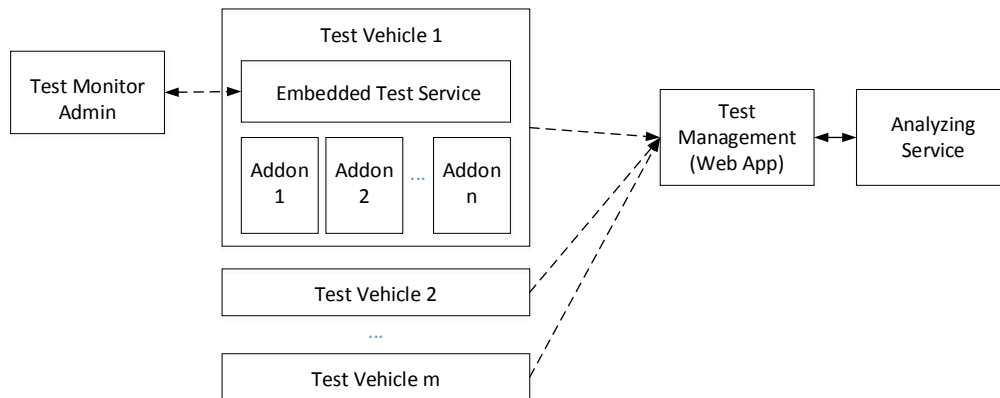 Test Vehicle 1
Test Monitor
Admin
Embedded Test Service
Test
Management
(Web App)
Analyzing
Service
Addon
1
Addon
2
...
Addon
n
Test Vehicle 2
...
Test Vehicle m